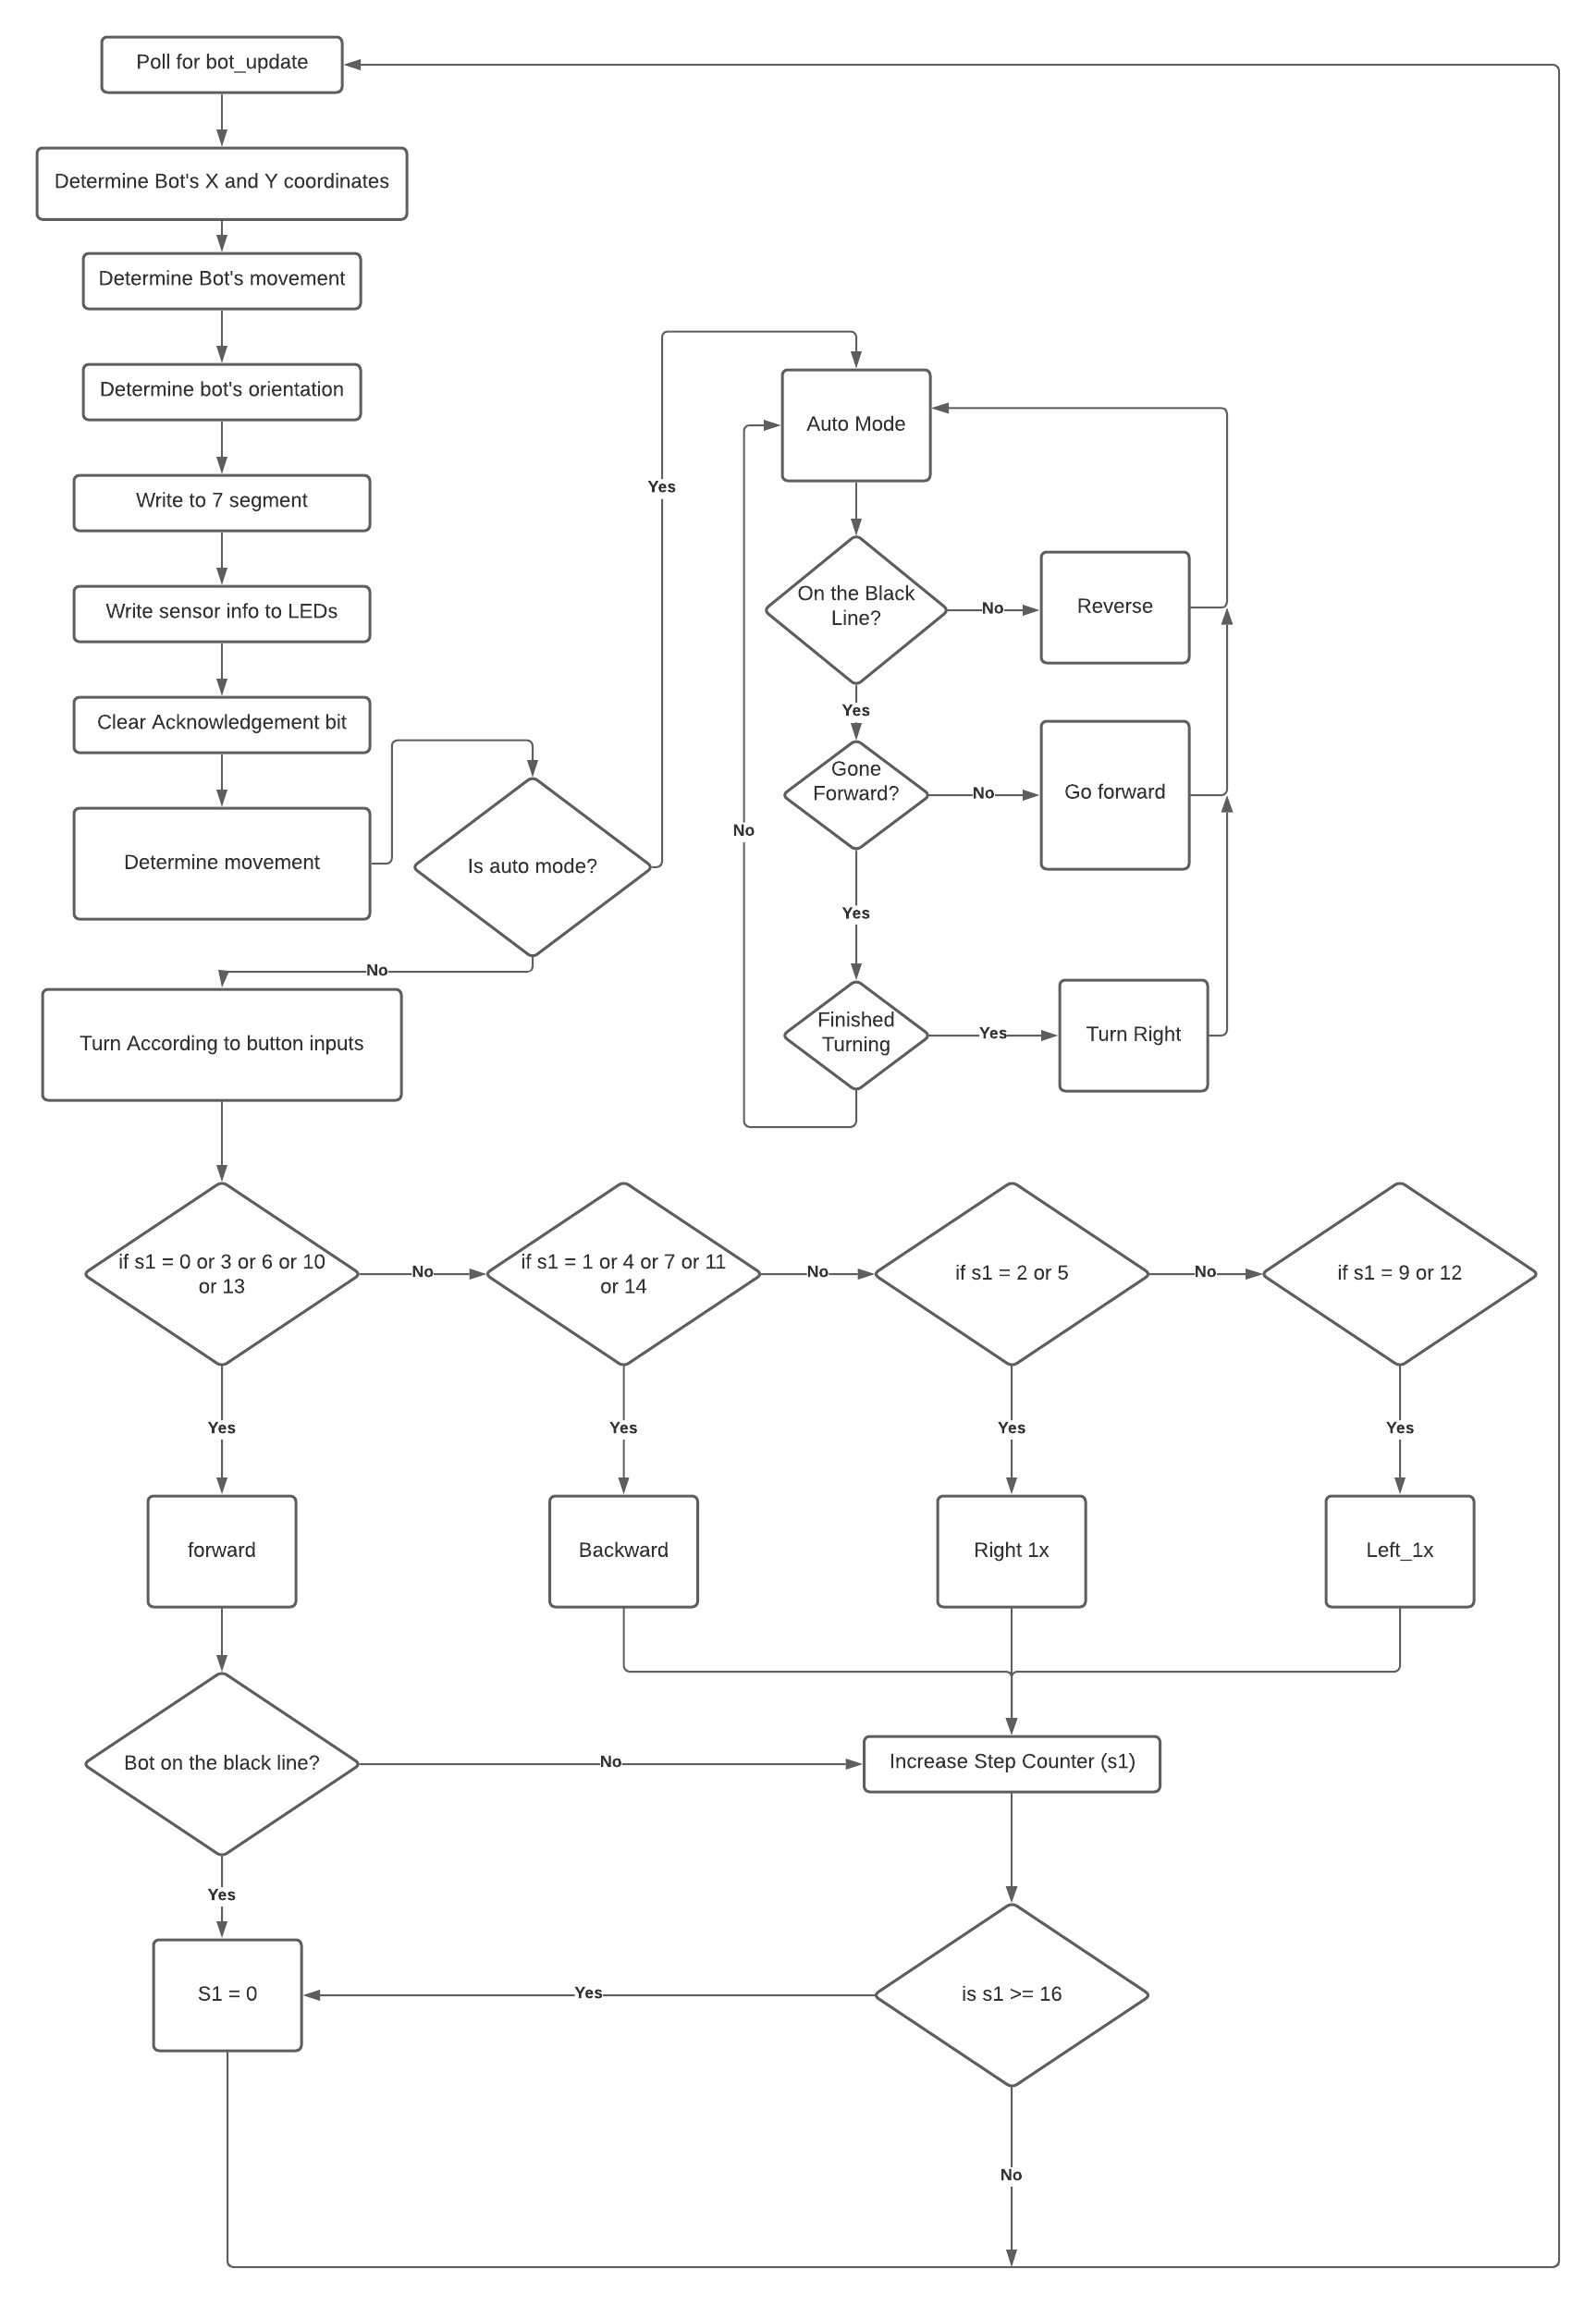 Poll for bot_update
Determine Bot's X and Y coordinates
Determine Bot's movement
Determine bot's orientation
Write to 7 segment
Write sensor info to LEDs
Clear Acknowledgement bit
Determine movement
Is auto mode?
Yes
No
Auto Mode
On the Black
Line?
No
Reverse
Yes
Gone
Forward?
No
Go forward
Yes
Finished
Turning
Yes
Turn Right
No
Turn According to button inputs
if s1 = 0 or 3 or 6 or 10
or 13
No
if s1 = 1 or 4 or 7 or 11
or 14
No
if s1 = 2 or 5
No
if s1 = 9 or 12
Yes
Yes
Yes
Yes
forward
Backward
Right 1x
Left_1x
Bot on the black line?
No
Increase Step Counter (s1)
Yes
S1 = 0
Yes
is s1 >= 16
No